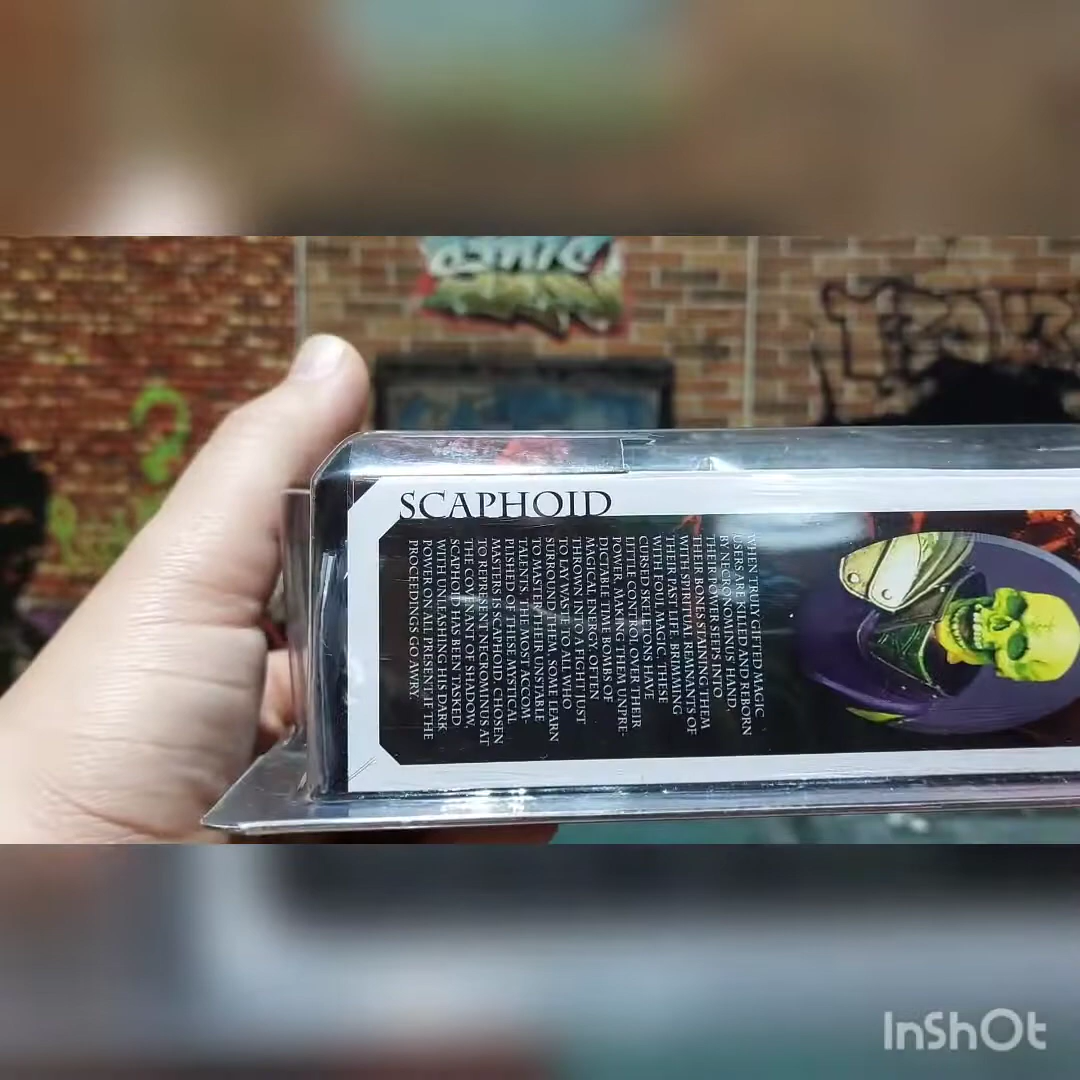 SCAPHOID
WHEN TRULY GIFTED MAGIC
USERS ARE KILLED AND REBORN
BY NECRONOUS HAND,
THEIR POWER SEEPS INTO
THEIR BONES STAINING THEM
WITH SPIRITUAL REMNANTS OF
THEIR LIFE. BRIMMING
WITH FOUL MAGIC, THESE
CURSED SKELETONS HAVE
LITTLE CONTROL OVER THEIR
POWER, MAKING THEM UNPRE-
DICTABLE TIME BOMBS OF
MAGICAL ENERGY, OFTEN
THROWN INTO A FIGHT JUST
TO LAY WASTE TO ALL WHO
SURROUND THEM. SOME LEARN
TO MASTER THEIR UNSTABLE
TALENTS. THE MOST ACCOM-
PLISHED OF THESE MYSTICAL
MASTERS IS SCAPHOID, CHOSEN
TO REPRESENT NECROMINUS AT
THE COVENANT OF SHADOW.
SCAPHOID HAS BEEN TASKED
WITH UNLEASHING HIS DARK
POWER ON ALL PRESENT, IF THE
PROCEEDINGS GO AWRY.
InShOt